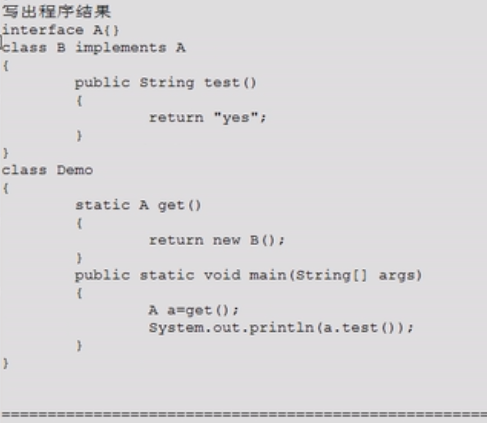 写出程序结果
interface A{}
class B implements A
{
        public String test()
        {
                return "yes";
        }
}
class Demo
{
        static A get()
        {
                return new B();
        }
        public static void main(String[] args)
        {
                A a=get();
                System.out.println(a.test());
        }
}
=====================================================